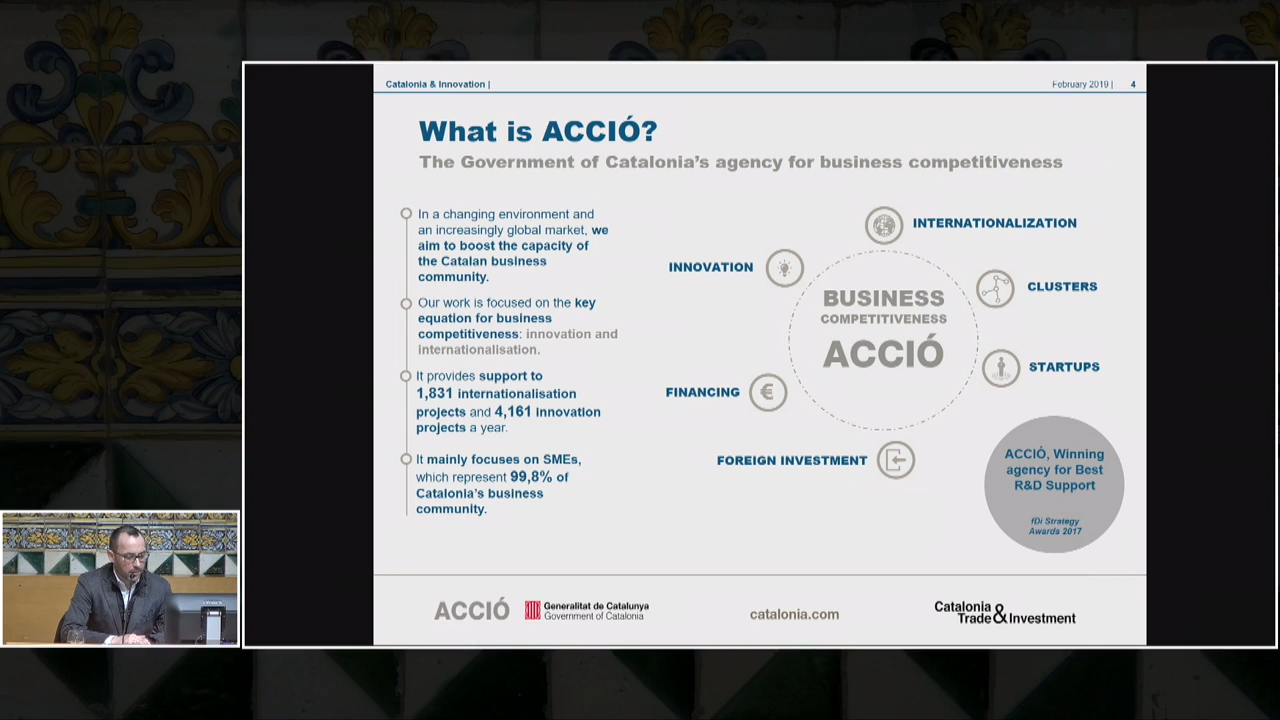 Catalonia & Innovation |
February 2019 | 4
What is ACCIÓ?
The Government of Catalonia's agency for business competitiveness
In a changing environment and
an increasingly global market, we
aim to boost the capacity of
the Catalan business
community.
Our work is focused on the key
equation for business
competitiveness: innovation and
internationalisation.
It provides support to
1,831 internationalisation
projects and 4,161 innovation
projects a year.
It mainly focuses on SMEs,
which represent 99,8% of
Catalonia's business
community.
INTERNATIONALIZATION
INNOVATION
CLUSTERS
BUSINESS
COMPETITIVENESS
ACCIÓ
STARTUPS
FINANCING
€
FOREIGN INVESTMENT
ACCIÓ, Winning
agency for Best
R&D Support
fDi Strategy
Awards 2017
ACCIÓ
Generalitat de Catalunya
Government of Catalonia
catalonia.com
Catalonia
Trade & Investment